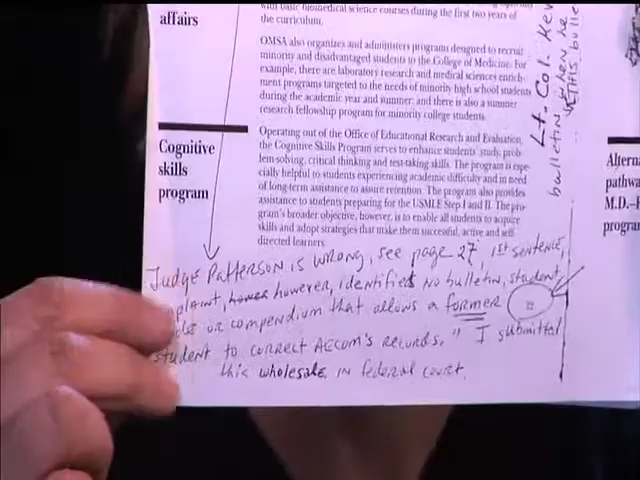 affairs
with basic biomedical science courses during the first two years of
the curriculum.
OMSA also organizes and administers programs designed to recruit
minority and disadvantaged students to the College of Medicine. For
example, there are laboratory research and medical sciences enrich-
ment programs targeted to the needs of minority high school students
during the academic year and summer; and there is also a summer
research fellowship program for minority college students.
Cognitive
skills
program
Operating out of the Office of Educational Research and Evaluation,
the Cognitive Skills Program serves to enhance students' study, prob-
lem-solving, critical thinking and test-taking skills. The program is espe-
cially helpful to students experiencing academic difficulty and in need
of long-term assistance to assure retention. The program also provides
assistance to students preparing for the USMLE Step I and II. The pro-
gram's broader objective, however, is to enable all students to acquire
skills and adopt strategies that make them successful, active and self-
directed learners.
Judge Patterson is wrong, see page 27, 1st sentence,
however, identifies no bulletin, student
or compendium that allows a former
student to correct AECOM's records." I submitted
this wholesale in federal court.
Lt. Col. Kev
bulletin when he
this bulle
Alterna
pathwa
M.D.–
program